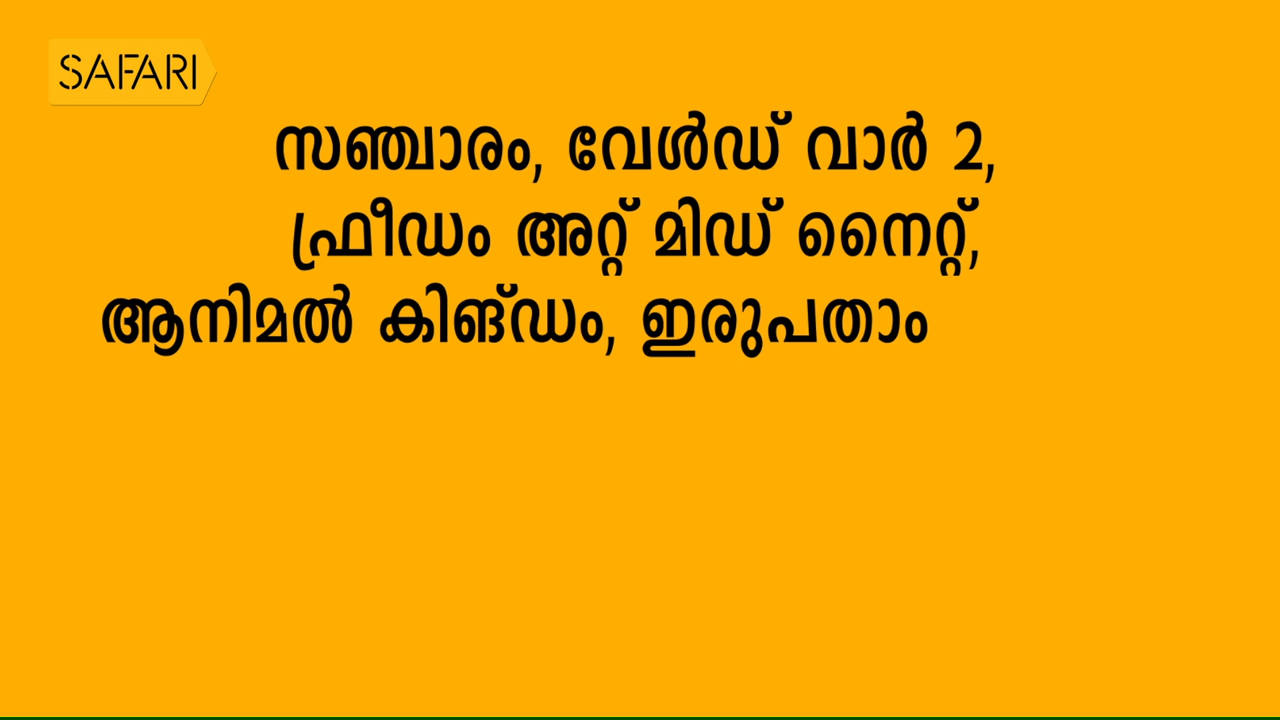 SAFARI
സഞ്ചാരം, വേൾഡ് വാർ 2,
ഫ്രീഡം അറ്റ് മിഡ് നൈറ്റ്,
ആനിമൽ കിങ്ഡം, ഇരുപതാം